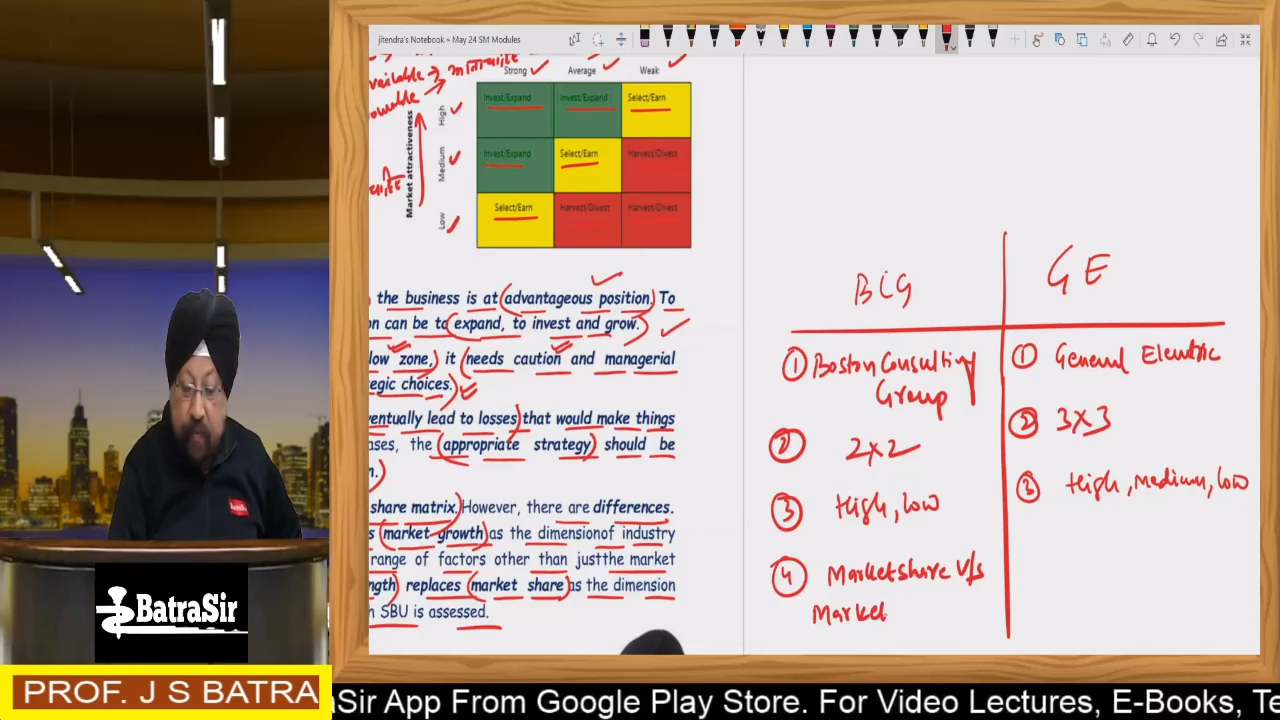 jitendra's Notebook » May 24 SM Modules
Strong Average Weak
Market attractiveness
High
Medium
Low
Invest/Expand Invest/Expand Select/Earn
Invest/Expand Select/Earn Harvest/Divest
Select/Earn Harvest/Divest Harvest/Divest
the business is at advantageous position. To
on can be to expand, to invest and grow.
low zone, it needs caution and managerial
tegic choices.
ventually lead to losses that would make things
ases, the appropriate strategy should be
n.
share matrix. However, there are differences.
s market growth as the dimensionof industry
range of factors other than justthe market
ngth replaces market share as the dimension
n SBU is assessed.
BCG GE
① Boston Consulting Group
② 2x2
③ High, low
④ Marketshare v/s
Market
① General Electric
② 3x3
③ High, Medium, low
BatraSir
PROF. J S BATRA
aSir App From Google Play Store. For Video Lectures, E-Books, Te